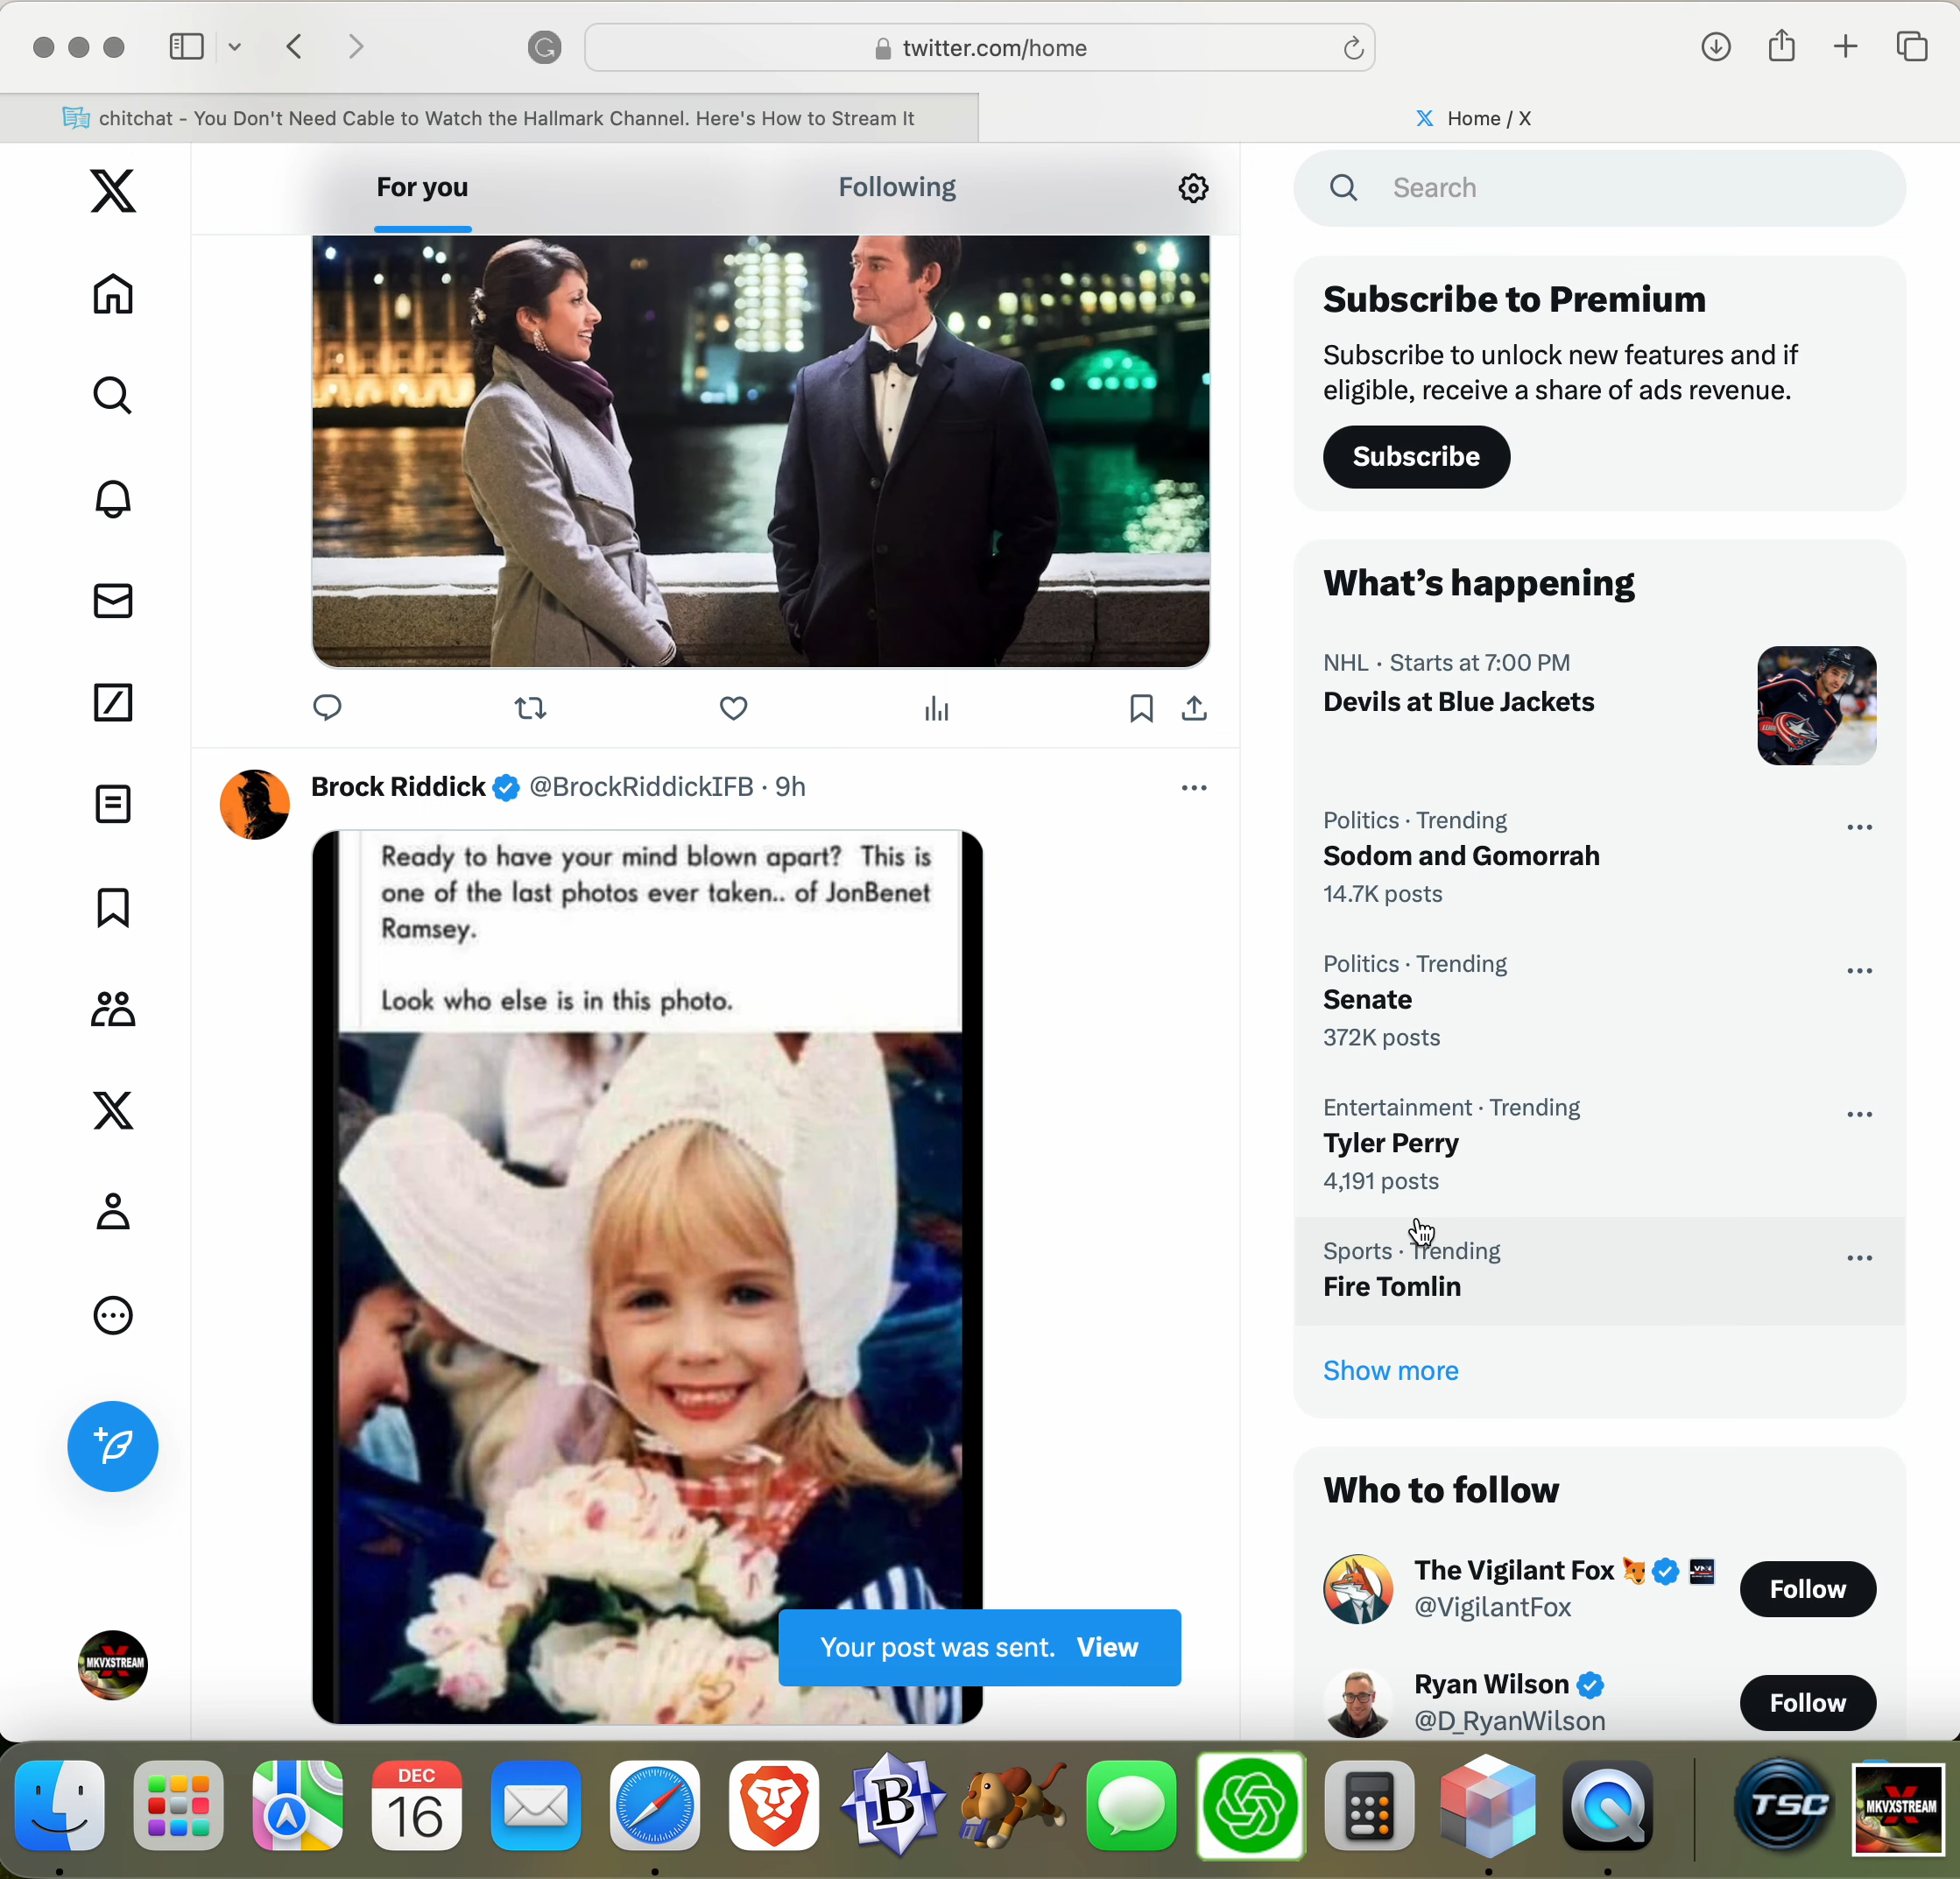 twitter.com/home
chitchat - You Don't Need Cable to Watch the Hallmark Channel. Here's How to Stream It
Home / X
For you
Following
Search
Subscribe to Premium
Subscribe to unlock new features and if
eligible, receive a share of ads revenue.
Subscribe
What's happening
NHL · Starts at 7:00 PM
Devils at Blue Jackets
Politics · Trending
Sodom and Gomorrah
14.7K posts
Politics · Trending
Senate
372K posts
Entertainment · Trending
Tyler Perry
4,191 posts
Sports · Trending
Fire Tomlin
Show more
Who to follow
The Vigilant Fox
@VigilantFox
Follow
Ryan Wilson
@D_RyanWilson
Follow
Brock Riddick @BrockRiddickIFB · 9h
Ready to have your mind blown apart? This is
one of the last photos ever taken.. of JonBenet
Ramsey.
Look who else is in this photo.
Your post was sent. View
MKVXSTREAM
DEC
16
B
TSC
MKVXSTREAM